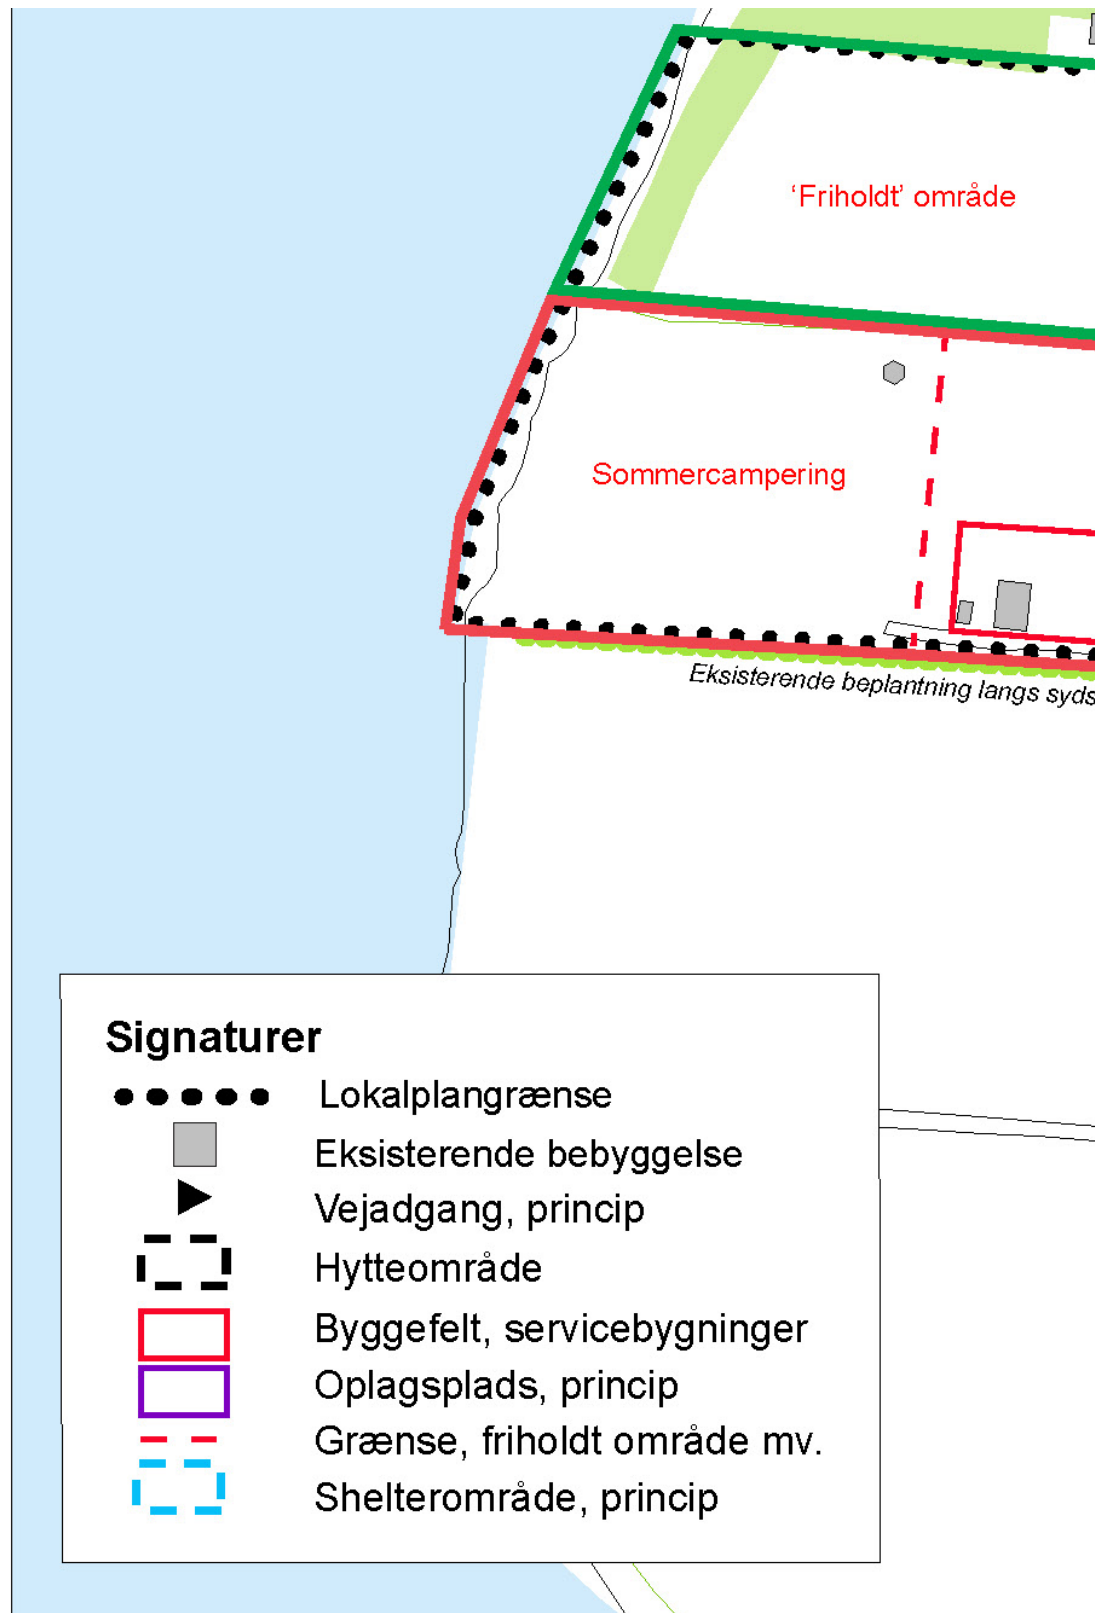 ‘Friholdt’ område
Sommercampering
Eksisterende beplantning langs syds
Signaturer
Lokalplangrænse
Eksisterende bebyggelse
Vejadgang, princip
Hytteområde
Byggefelt, servicebygninger
Oplagsplads, princip
Grænse, friholdt område mv.
Shelterområde, princip